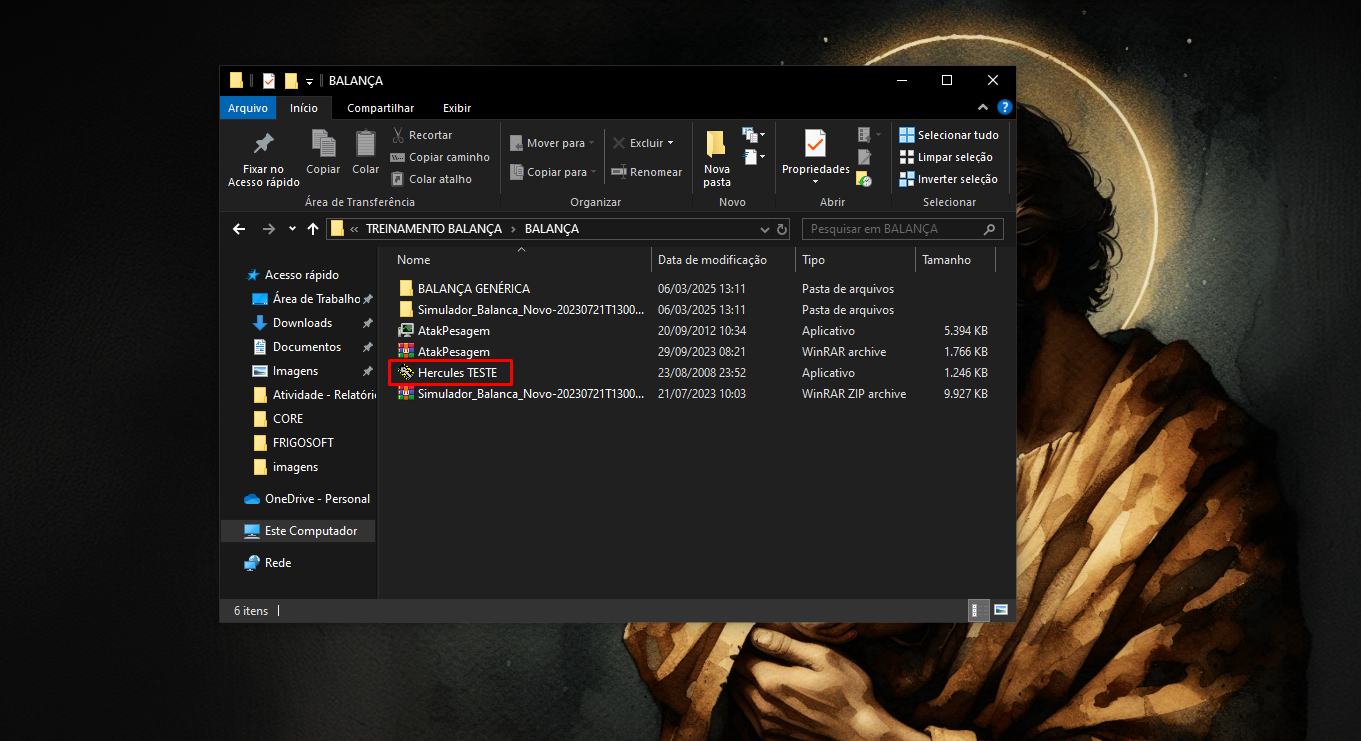 BALANÇA
Arquivo Início Compartilhar Exibir
Fixar no Acesso rápido
Copiar
Colar
Recortar
Copiar caminho
Colar atalho
Área de Transferência
Mover para
Copiar para
Excluir
Renomear
Organizar
Nova pasta
Novo
Propriedades
Abrir
Selecionar tudo
Limpar seleção
Inverter seleção
Selecionar
« TREINAMENTO BALANÇA › BALANÇA
Pesquisar em BALANÇA
Acesso rápido
Área de Trabalho
Downloads
Documentos
Imagens
Atividade - Relatóri
CORE
FRIGOSOFT
imagens
OneDrive - Personal
Este Computador
Rede
Nome Data de modificação Tipo Tamanho
BALANÇA GENÉRICA 06/03/2025 13:11 Pasta de arquivos
Simulador_Balanca_Novo-20230721T1300... 06/03/2025 13:11 Pasta de arquivos
AtakPesagem 20/09/2012 10:34 Aplicativo 5.394 KB
AtakPesagem 29/09/2023 08:21 WinRAR archive 1.766 KB
Hercules TESTE 23/08/2008 23:52 Aplicativo 1.246 KB
Simulador_Balanca_Novo-20230721T1300... 21/07/2023 10:03 WinRAR ZIP archive 9.927 KB
6 itens